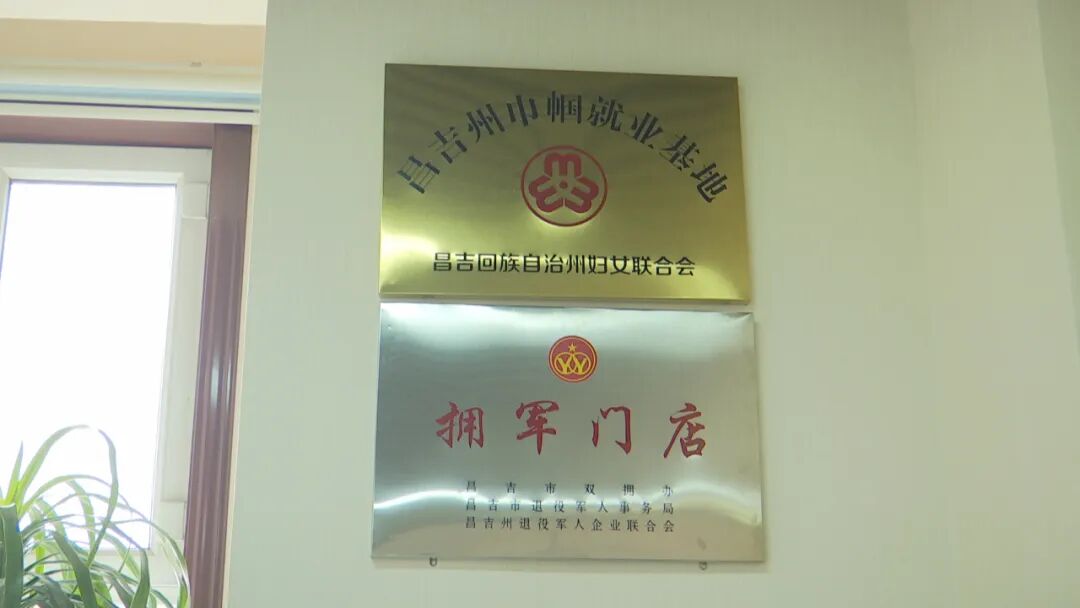 昌吉州巾帼就业基地
昌吉回族自治州妇女联合会
拥军门店
昌吉市双拥办
昌吉市退役军人事务局
昌吉州退役军人企业联合会